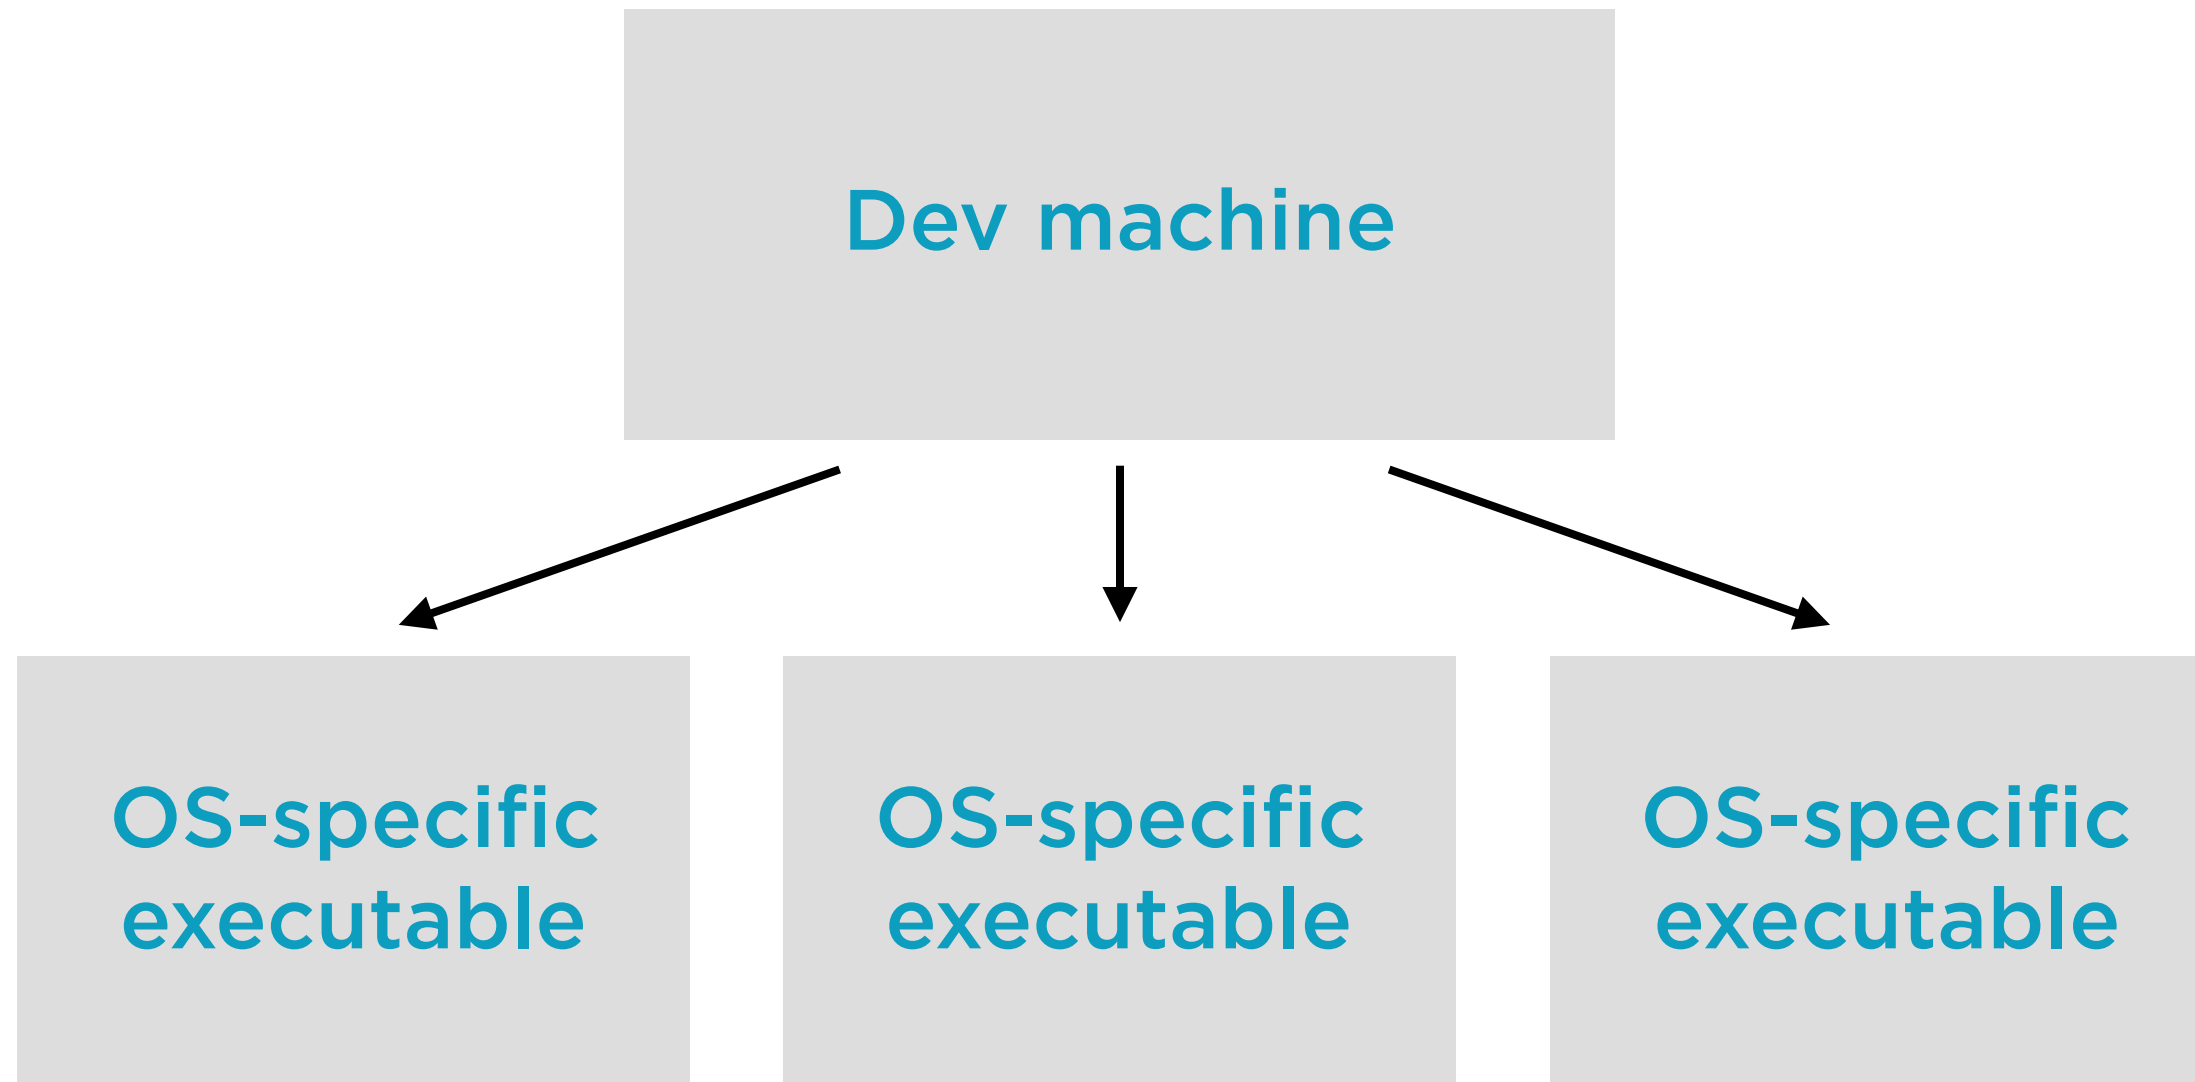 Dev machine
OS-specific
executable
OS-specific
executable
OS-specific
executable